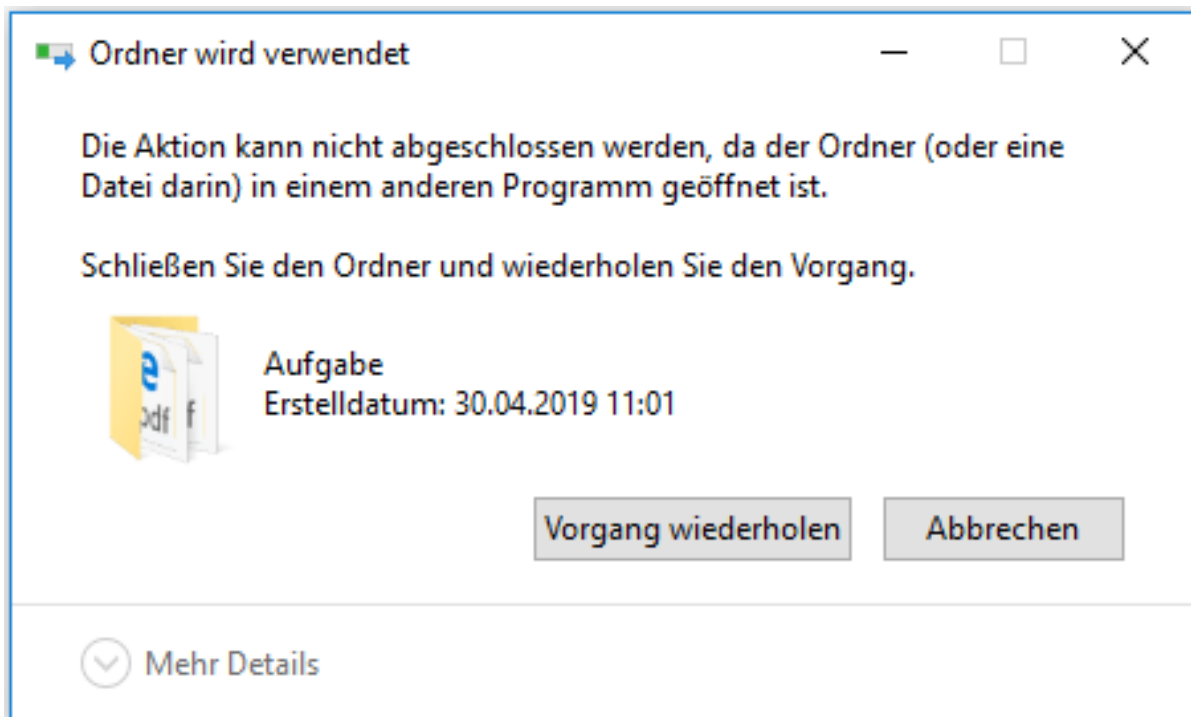 Ordner wird verwendet
Die Aktion kann nicht abgeschlossen werden, da der Ordner (oder eine
Datei darin) in einem anderen Programm geöffnet ist.
Schließen Sie den Ordner und wiederholen Sie den Vorgang.
e
pdf f
Aufgabe
Erstelldatum: 30.04.2019 11:01
Vorgang wiederholen
Abbrechen
Mehr Details